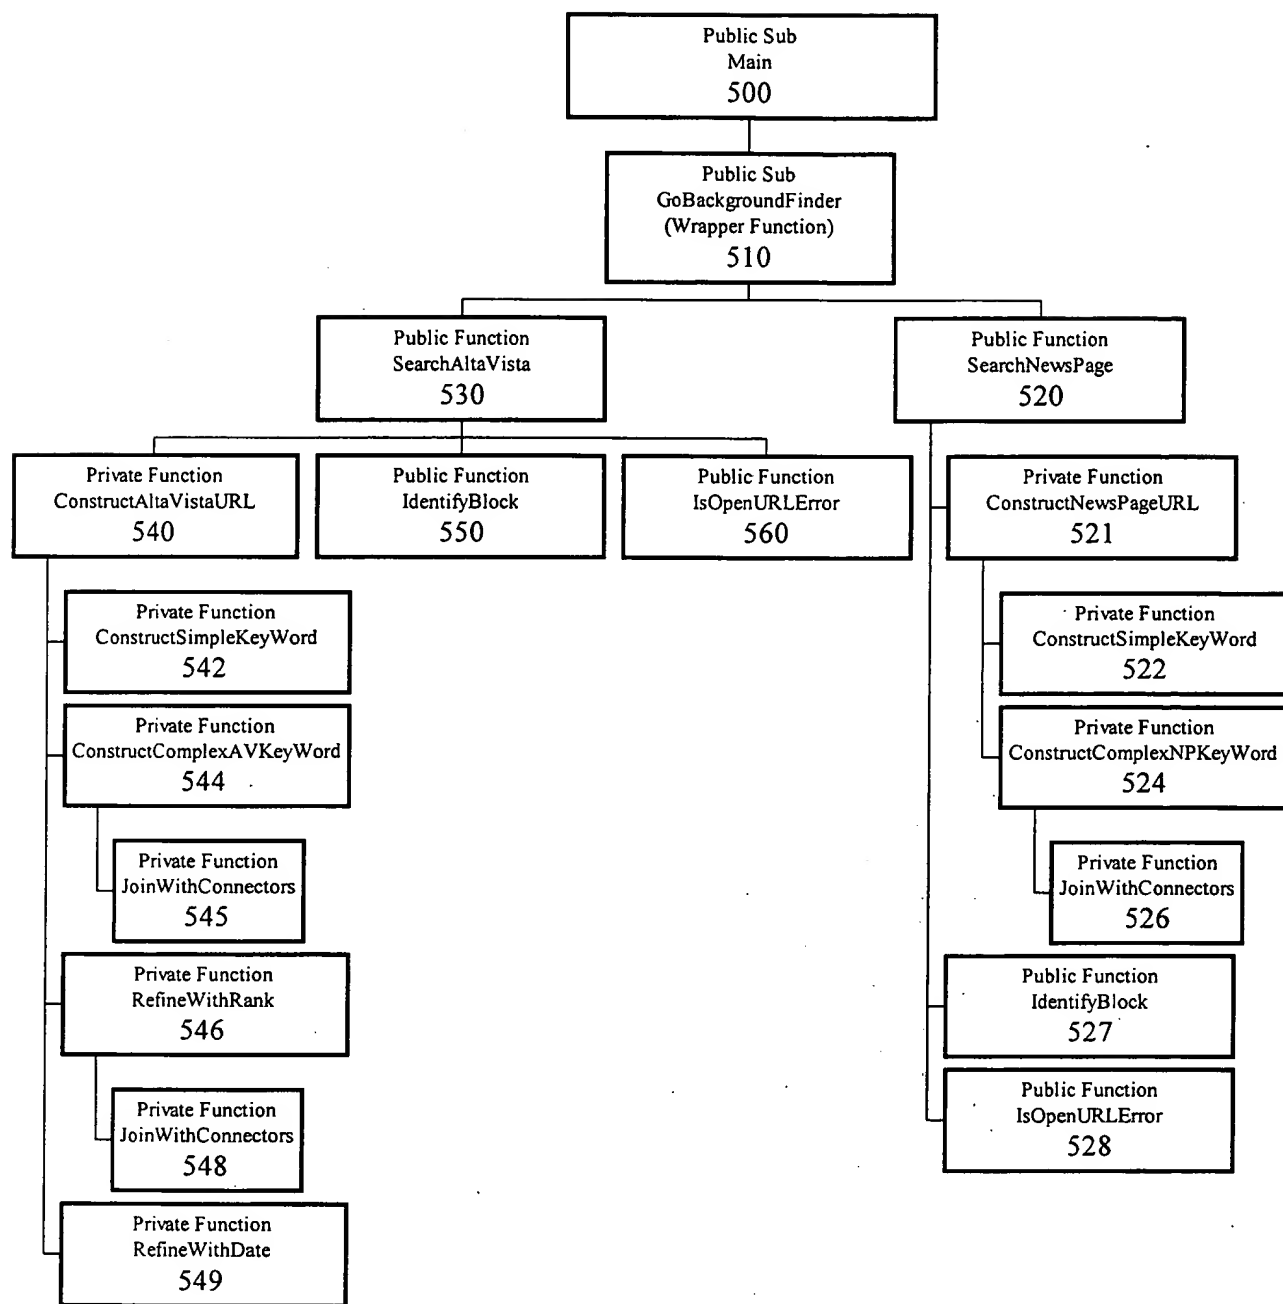 Public Sub
Main
500
Public Sub
GoBackgroundFinder
(Wrapper Function)
510
Public Function
SearchAltaVista
530
Public Function
SearchNewsPage
520
Private Function
ConstructAltaVistaURL
540
Public Function
IdentifyBlock
550
Public Function
IsOpenURLError
560
Private Function
ConstructNewsPageURL
521
Private Function
ConstructSimpleKeyWord
542
Private Function
ConstructComplexAVKeyWord
544
Private Function
JoinWithConnectors
545
Private Function
RefineWithRank
546
Private Function
JoinWithConnectors
548
Private Function
RefineWithDate
549
Private Function
ConstructSimpleKeyWord
522
Private Function
ConstructComplexNPKeyWord
524
Private Function
JoinWithConnectors
526
Public Function
IdentifyBlock
527
Public Function
IsOpenURLError
528